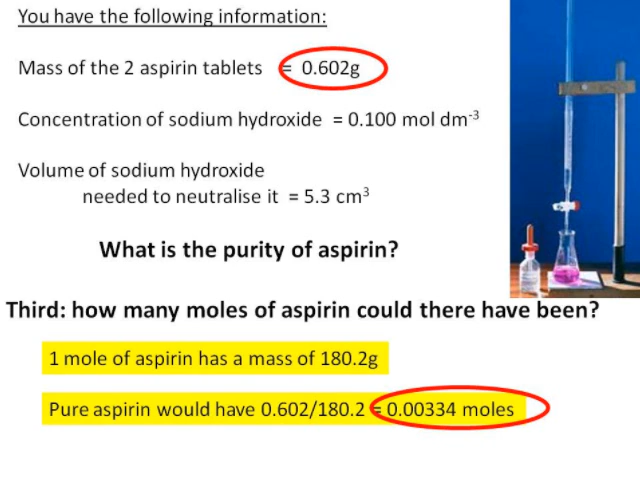 You have the following information:
Mass of the 2 aspirin tablets = 0.602g
Concentration of sodium hydroxide = 0.100 mol dm⁻³
Volume of sodium hydroxide
needed to neutralise it = 5.3 cm³
What is the purity of aspirin?
Third: how many moles of aspirin could there have been?
1 mole of aspirin has a mass of 180.2g
Pure aspirin would have 0.602/180.2 = 0.00334 moles